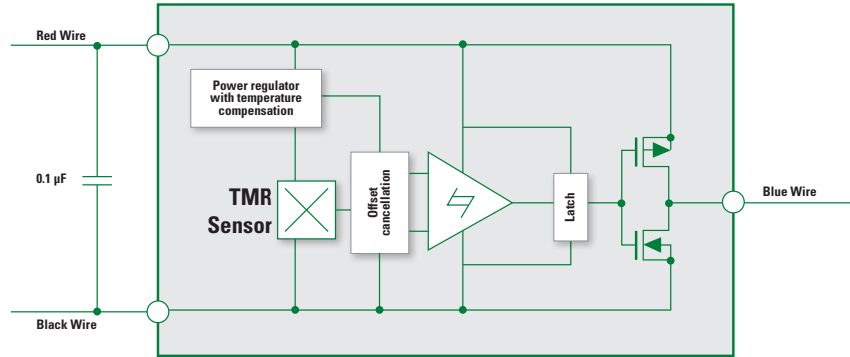 Red Wire
Power regulator
with temperature
compensation
0.1 µF
TMR
Sensor
Offset
cancellation
Latch
Blue Wire
Black Wire